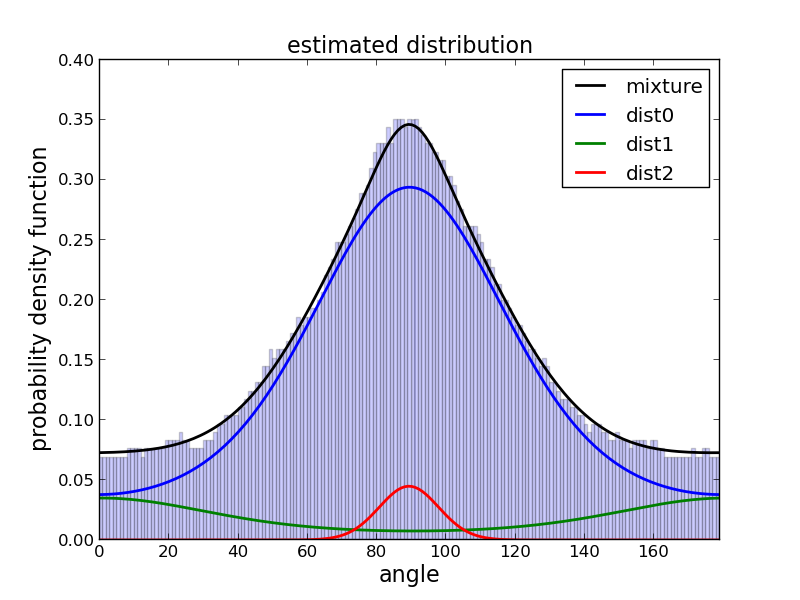 estimated distribution
0.40
0.35
0.30
0.25
0.20
0.15
0.10
0.05
0.00
probability density function
mixture
dist0
dist1
dist2
0 20 40 60 80 100 120 140 160
angle